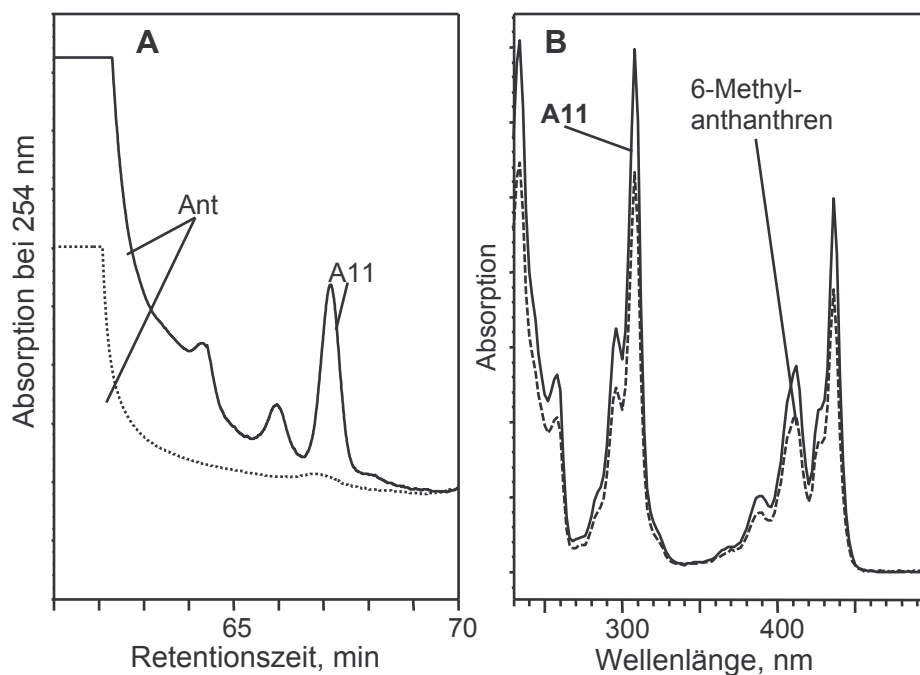 A
Ant
A11
Absorption bei 254 nm
65
70
Retentionszeit, min
B
6-Methyl-
anthanthren
A11
Absorption
300
400
Wellenlänge, nm